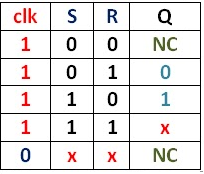 clk S R Q
1 0 0 NC
1 0 1 0
1 1 0 1
1 1 1 x
0 x x NC